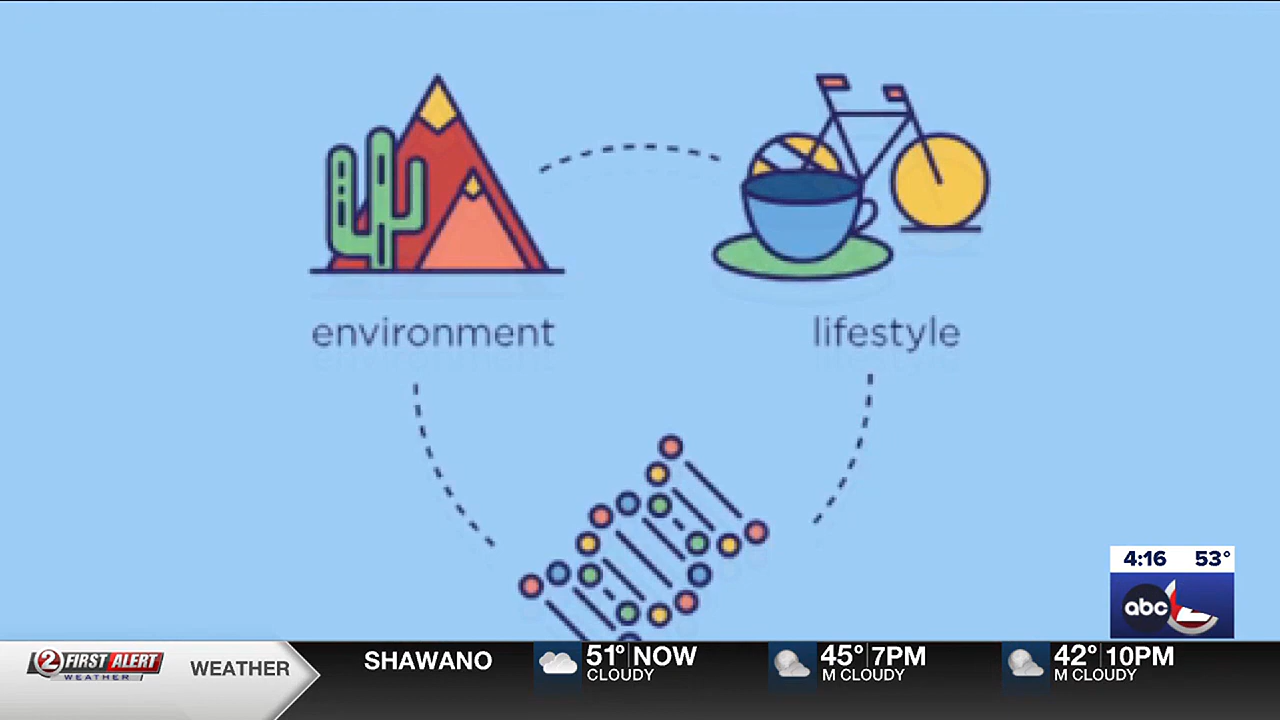 environment
lifestyle
4:16 53°
abc
2 FIRST ALERT
WEATHER
WEATHER
SHAWANO
51° NOW
CLOUDY
45° 7PM
M CLOUDY
42° 10PM
M CLOUDY